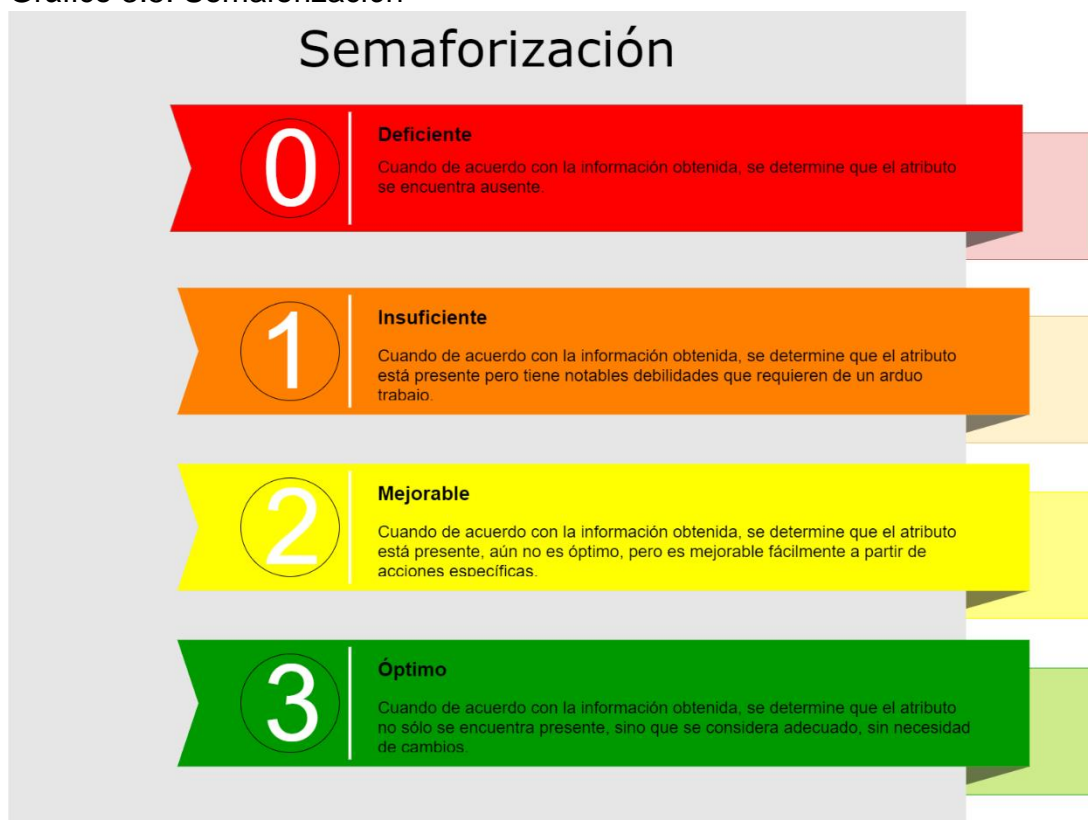 Semaforización
0
Deficiente
Cuando de acuerdo con la información obtenida, se determine que el atributo
se encuentra ausente.
1
Insuficiente
Cuando de acuerdo con la información obtenida, se determine que el atributo
está presente pero tiene notables debilidades que requieren de un arduo
trabajo.
2
Mejorable
Cuando de acuerdo con la información obtenida, se determine que el atributo
está presente, aún no es óptimo, pero es mejorable fácilmente a partir de
acciones específicas.
3
Óptimo
Cuando de acuerdo con la información obtenida, se determine que el atributo
no sólo se encuentra presente, sino que se considera adecuado, sin necesidad
de cambios.